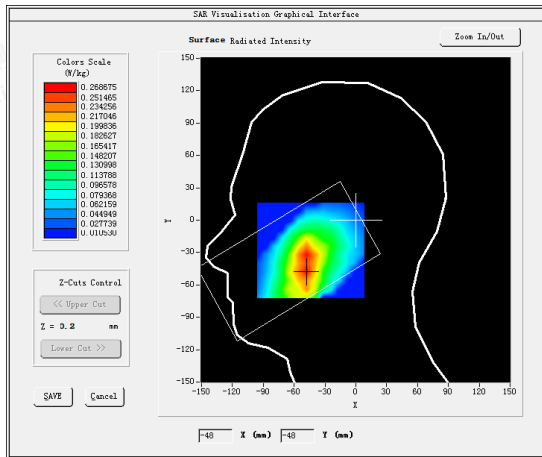 SAR Visualisation Graphical Interface
Surface Radiated Intensity
Zoom In/Out
Colors Scale
(W/kg)
0.268675
0.251465
0.234256
0.217046
0.199836
0.182627
0.165417
0.148207
0.130998
0.113788
0.096578
0.079368
0.062159
0.044949
0.027739
0.010530
Z-Cuts Control
<< Upper Cut
Z = 0.2 mm
Lower Cut >>
SAVE
Cancel
150
120
90
60
30
0
-30
-60
-90
-120
-150
Y
-150 -120 -90 -60 -30 0 30 60 90 120 150
X
-48 X (mm) -48 Y (mm)